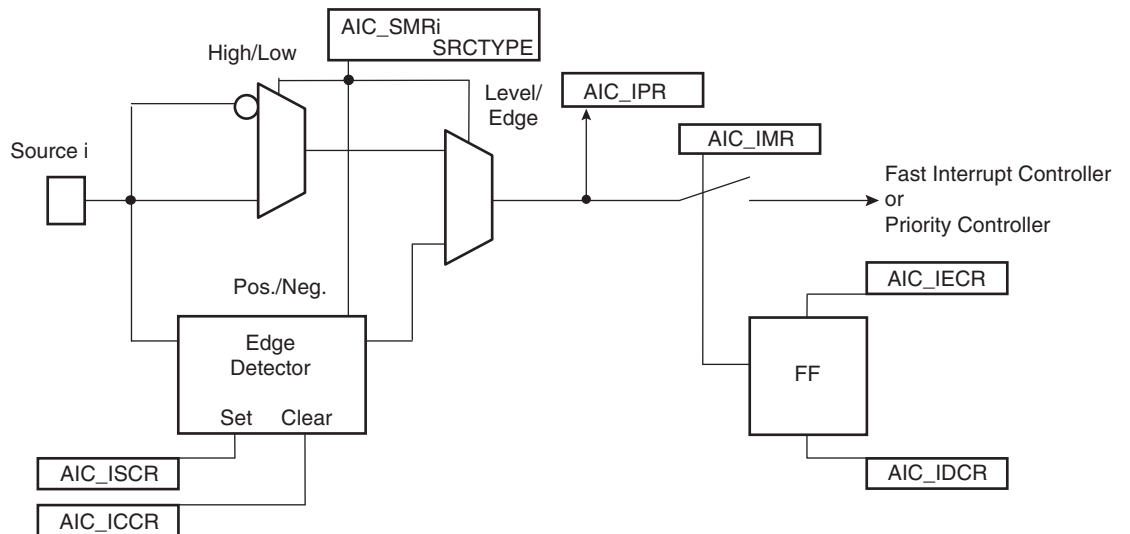 AIC_SMRi
SRCTYPE
High/Low
Level/
Edge
AIC_IPR
AIC_IMR
Source i
Fast Interrupt Controller
or
Priority Controller
AIC_IECR
Pos./Neg.
Edge
Detector
FF
Set
Clear
AIC_ISCR
AIC_IDCR
AIC_ICCR